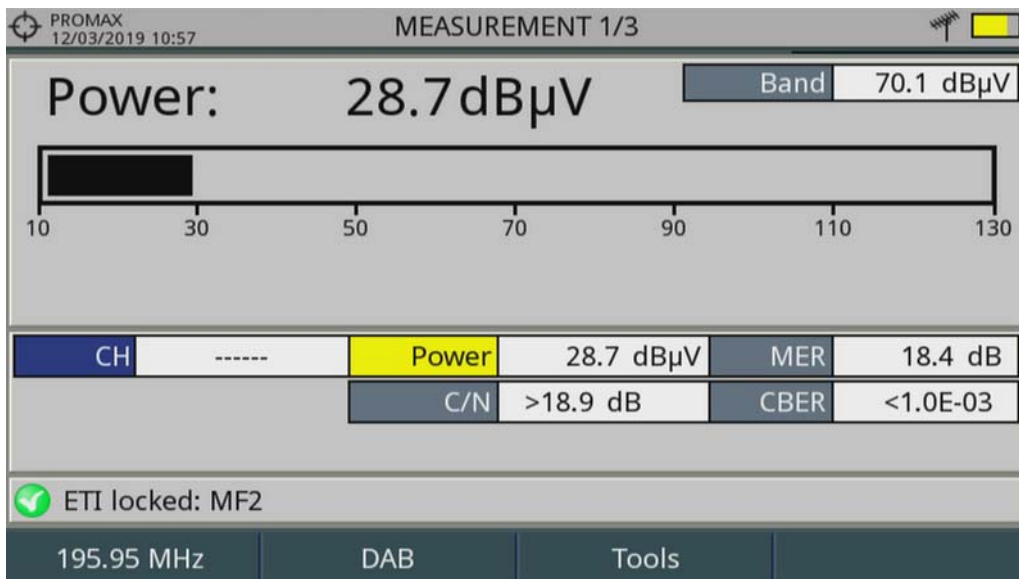 PROMAX
12/03/2019 10:57
MEASUREMENT 1/3
Power: 28.7 dBµV
Band 70.1 dBµV
10 30 50 70 90 110 130
CH ------ Power 28.7 dBµV MER 18.4 dB
C/N >18.9 dB CBER <1.0E-03
ETI locked: MF2
195.95 MHz DAB Tools